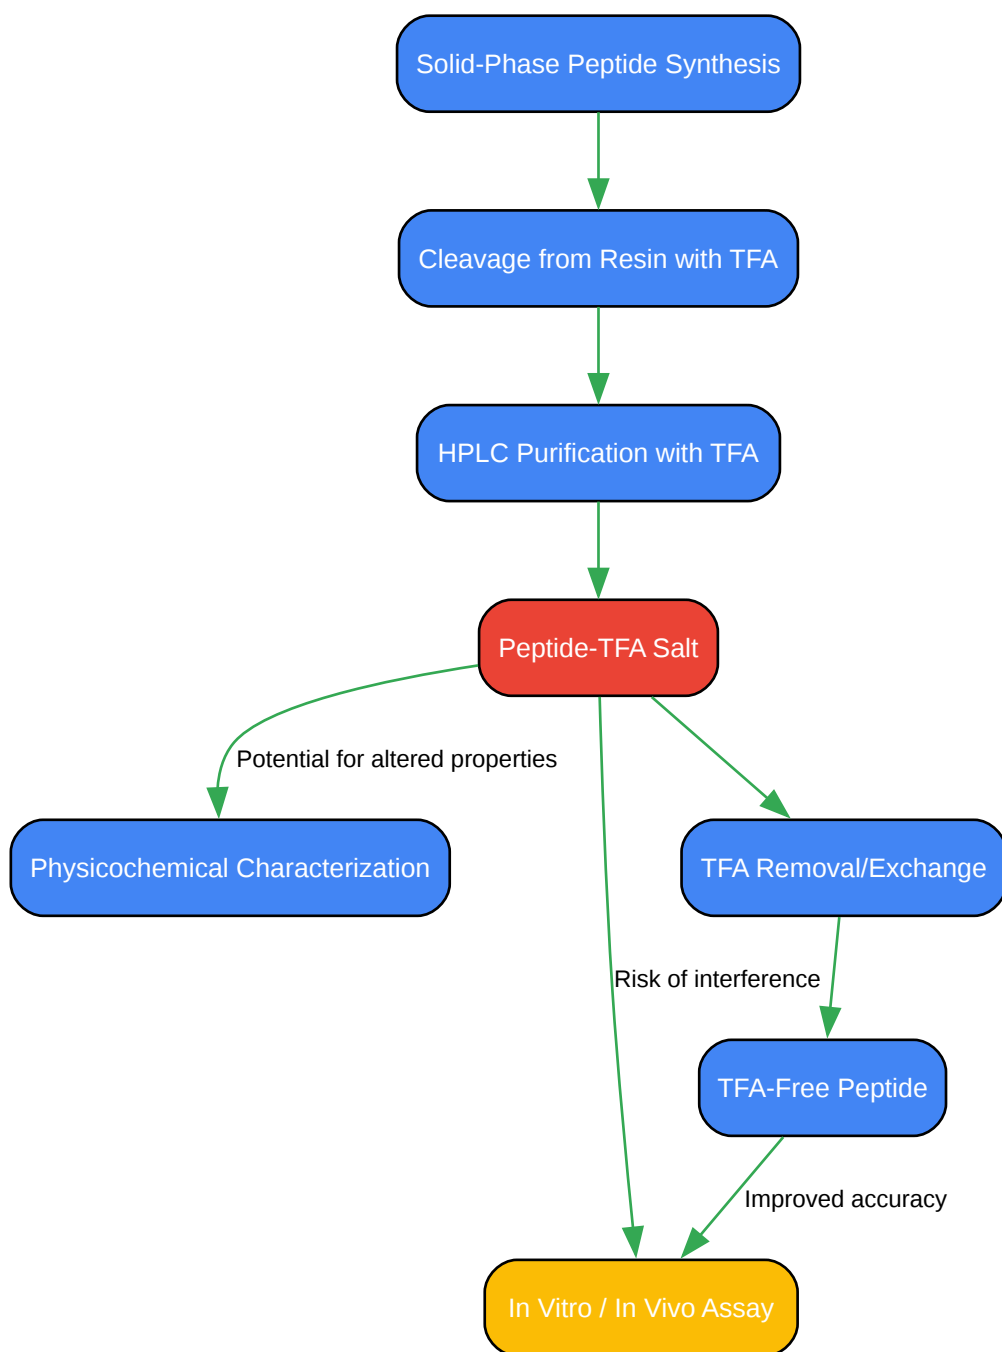 Solid-Phase Peptide Synthesis
Cleavage from Resin with TFA
HPLC Purification with TFA
Peptide-TFA Salt
Potential for altered properties
Physicochemical Characterization
TFA Removal/Exchange
Risk of interference
TFA-Free Peptide
Improved accuracy
In Vitro / In Vivo Assay